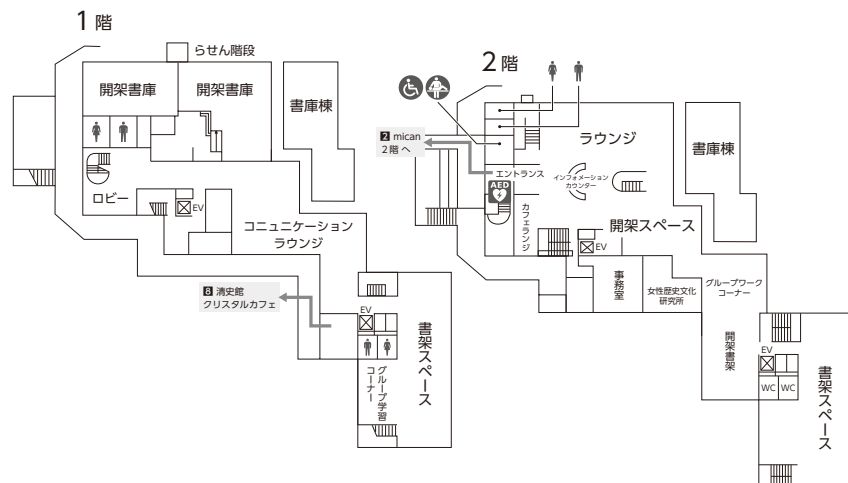 1 階
らせん階段
開架書庫
開架書庫
書庫棟
ロビー
EV
コニュニケーション
ラウンジ
8 清史館
クリスタルカフェ
EV
書架スペース
グループ学習
コーナー
2 階
2 mican
2 階 へ
ラウンジ
書庫棟
エントランス
インフォメーション
カウンター
AED
カフェランジ
開架スペース
EV
事務室
女性歴史文化
研究所
グループワーク
コーナー
開架書架
EV
WC
WC
書架スペース